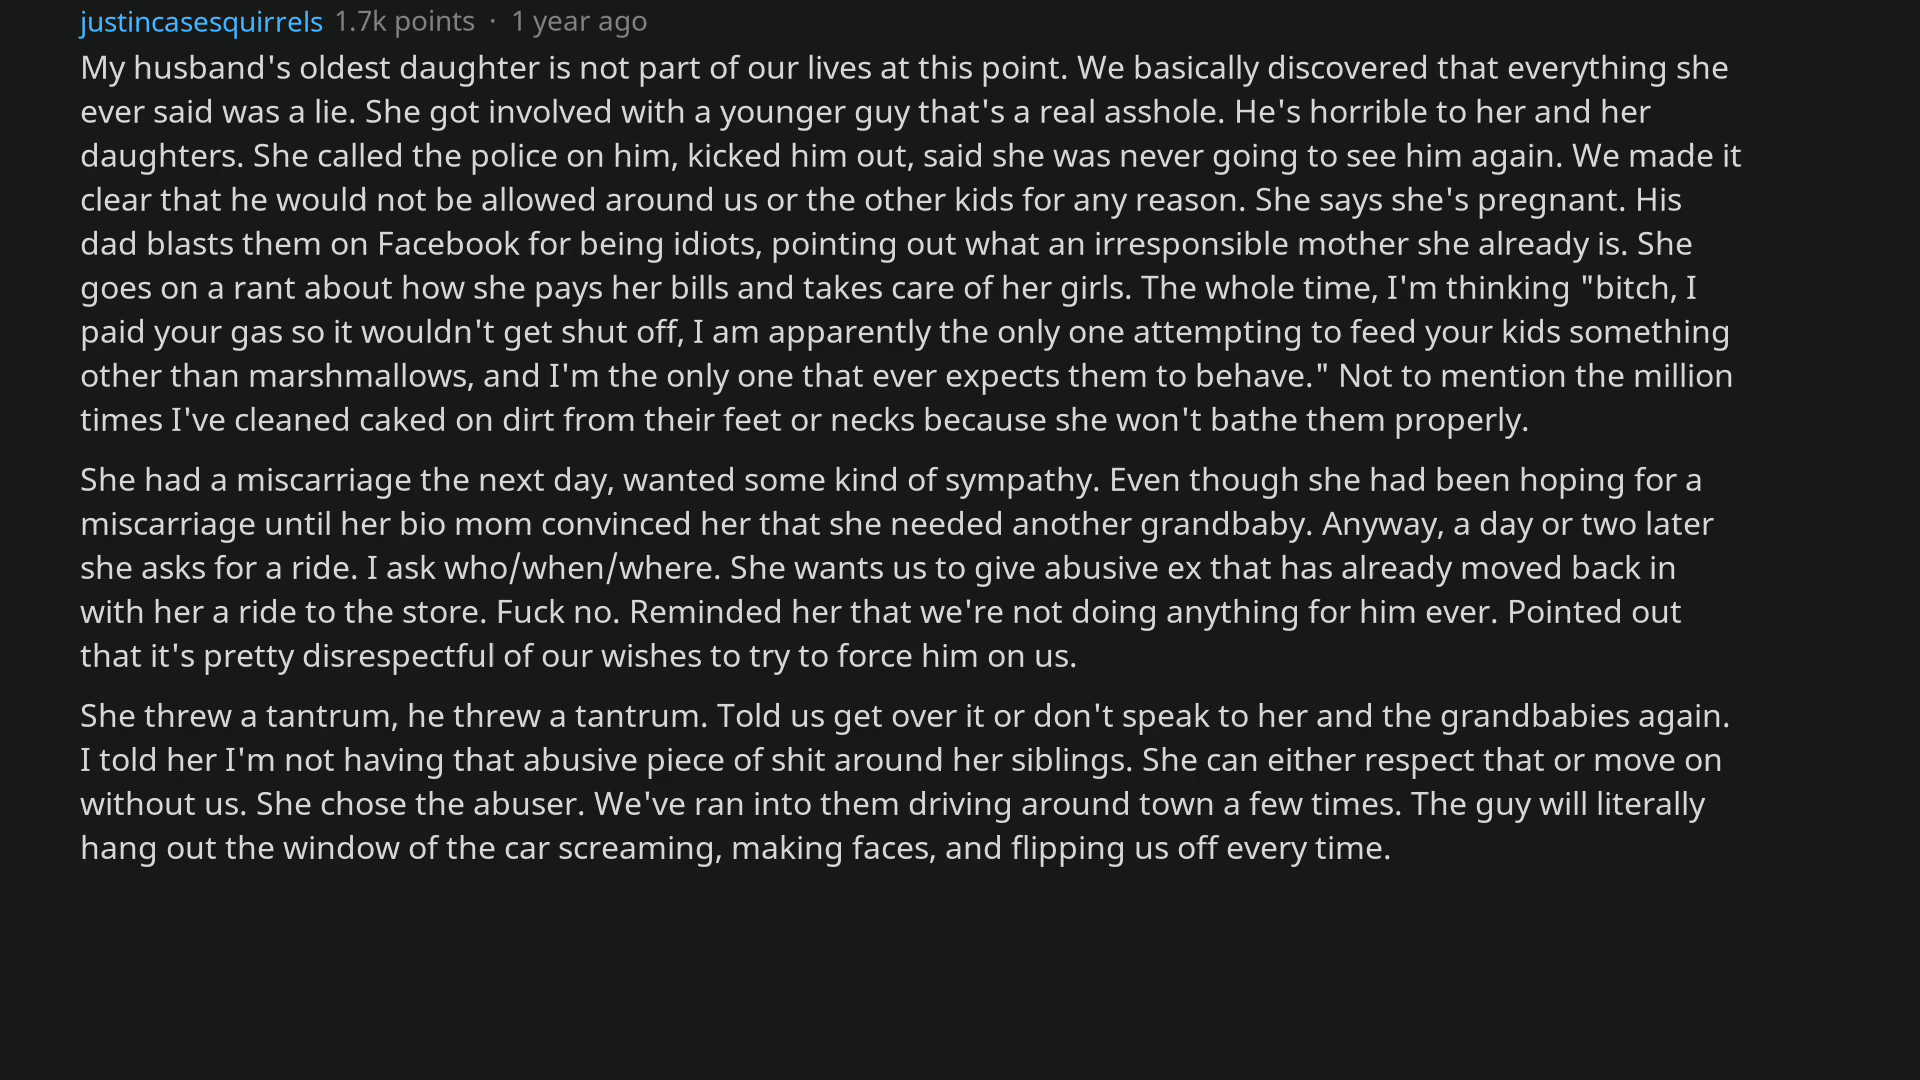 justincasesquirrels 1.7k points · 1 year ago
My husband's oldest daughter is not part of our lives at this point. We basically discovered that everything she
ever said was a lie. She got involved with a younger guy that's a real asshole. He's horrible to her and her
daughters. She called the police on him, kicked him out, said she was never going to see him again. We made it
clear that he would not be allowed around us or the other kids for any reason. She says she's pregnant. His
dad blasts them on Facebook for being idiots, pointing out what an irresponsible mother she already is. She
goes on a rant about how she pays her bills and takes care of her girls. The whole time, I'm thinking "bitch, I
paid your gas so it wouldn't get shut off, I am apparently the only one attempting to feed your kids something
other than marshmallows, and I'm the only one that ever expects them to behave." Not to mention the million
times I've cleaned caked on dirt from their feet or necks because she won't bathe them properly.
She had a miscarriage the next day, wanted some kind of sympathy. Even though she had been hoping for a
miscarriage until her bio mom convinced her that she needed another grandbaby. Anyway, a day or two later
she asks for a ride. I ask who/when/where. She wants us to give abusive ex that has already moved back in
with her a ride to the store. Fuck no. Reminded her that we're not doing anything for him ever. Pointed out
that it's pretty disrespectful of our wishes to try to force him on us.
She threw a tantrum, he threw a tantrum. Told us get over it or don't speak to her and the grandbabies again.
I told her I'm not having that abusive piece of shit around her siblings. She can either respect that or move on
without us. She chose the abuser. We've ran into them driving around town a few times. The guy will literally
hang out the window of the car screaming, making faces, and flipping us off every time.